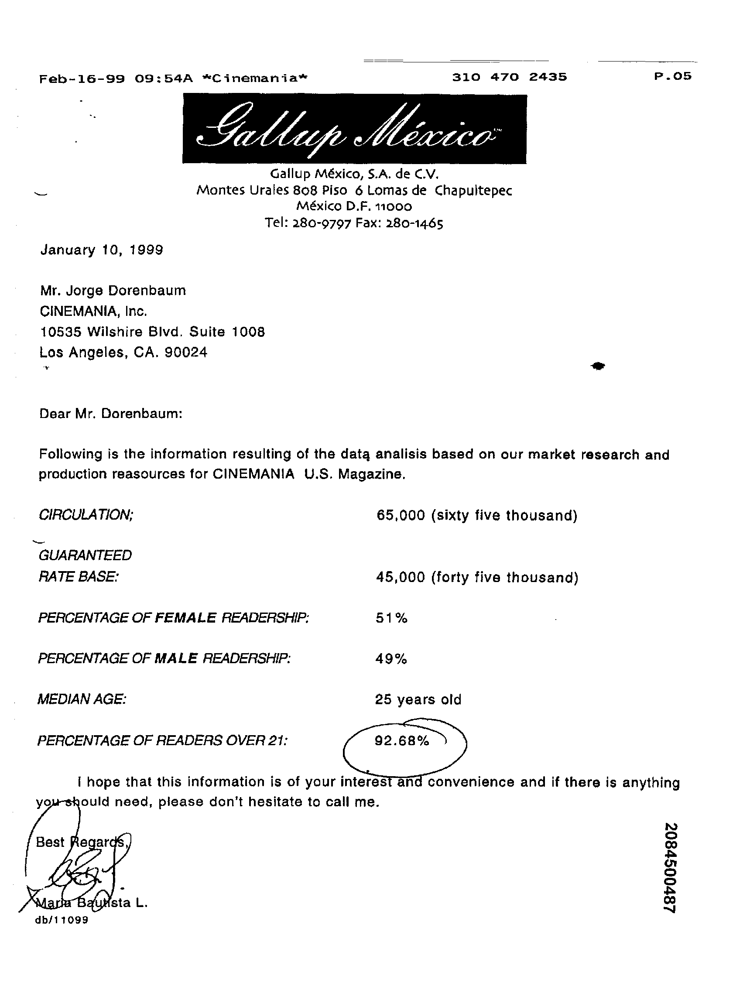 Feb-16-99 09:54A *Cinemania* 310 470 2435 P.05
Gallup México™
Gallup México, S.A. de C.V.
Montes Urales 808 Piso 6 Lomas de Chapultepec
México D.F. 11000
Tel: 280-9797 Fax: 280-1465
January 10, 1999
Mr. Jorge Dorenbaum
CINEMANIA, Inc.
10535 Wilshire Blvd. Suite 1008
Los Angeles, CA. 90024
Dear Mr. Dorenbaum:
Following is the information resulting of the data analisis based on our market research and
production reasources for CINEMANIA U.S. Magazine.
CIRCULATION; 65,000 (sixty five thousand)
GUARANTEED
RATE BASE: 45,000 (forty five thousand)
PERCENTAGE OF FEMALE READERSHIP: 51%
PERCENTAGE OF MALE READERSHIP: 49%
MEDIAN AGE: 25 years old
PERCENTAGE OF READERS OVER 21: 92.68%
I hope that this information is of your interest and convenience and if there is anything
you should need, please don't hesitate to call me.
Best Regards,
Maria Bautista L.
db/11099
2084500487